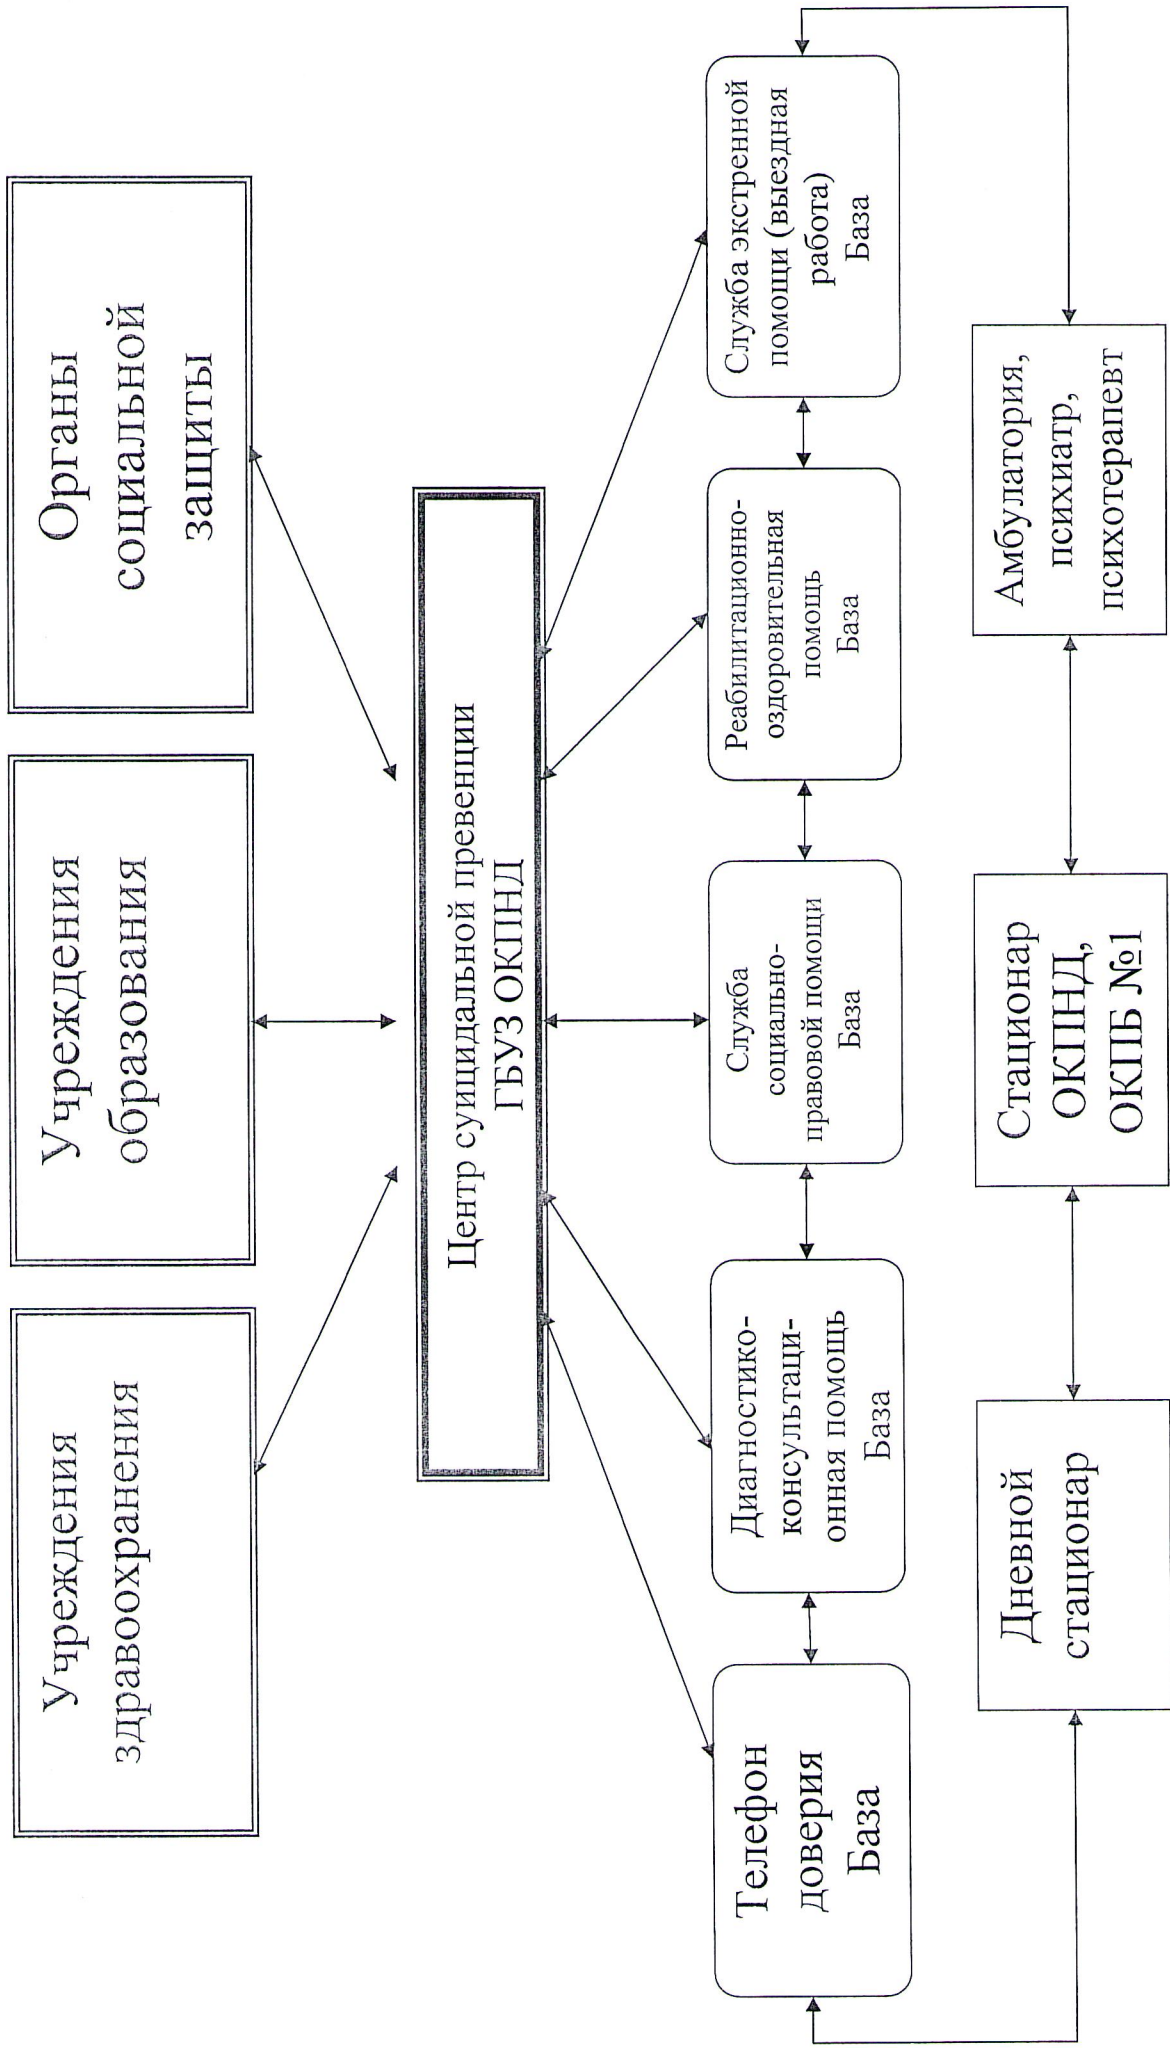 Учреждения
здравоохранения
Учреждения
образования
Органы
социальной
защиты
Центр суицидальной превенции
ГБУЗ ОКПНД
Телефон
доверия
База
Диагностико-
консультаци-
онная помощь
База
Служба
социально-
правовой помощи
База
Реабилитационно-
оздоровительная
помощь
База
Служба экстренной
помощи (выездная
работа)
База
Дневной
стационар
Стационар
ОКПНД,
ОКПБ №1
Амбулатория,
психиатр,
психотерапевт